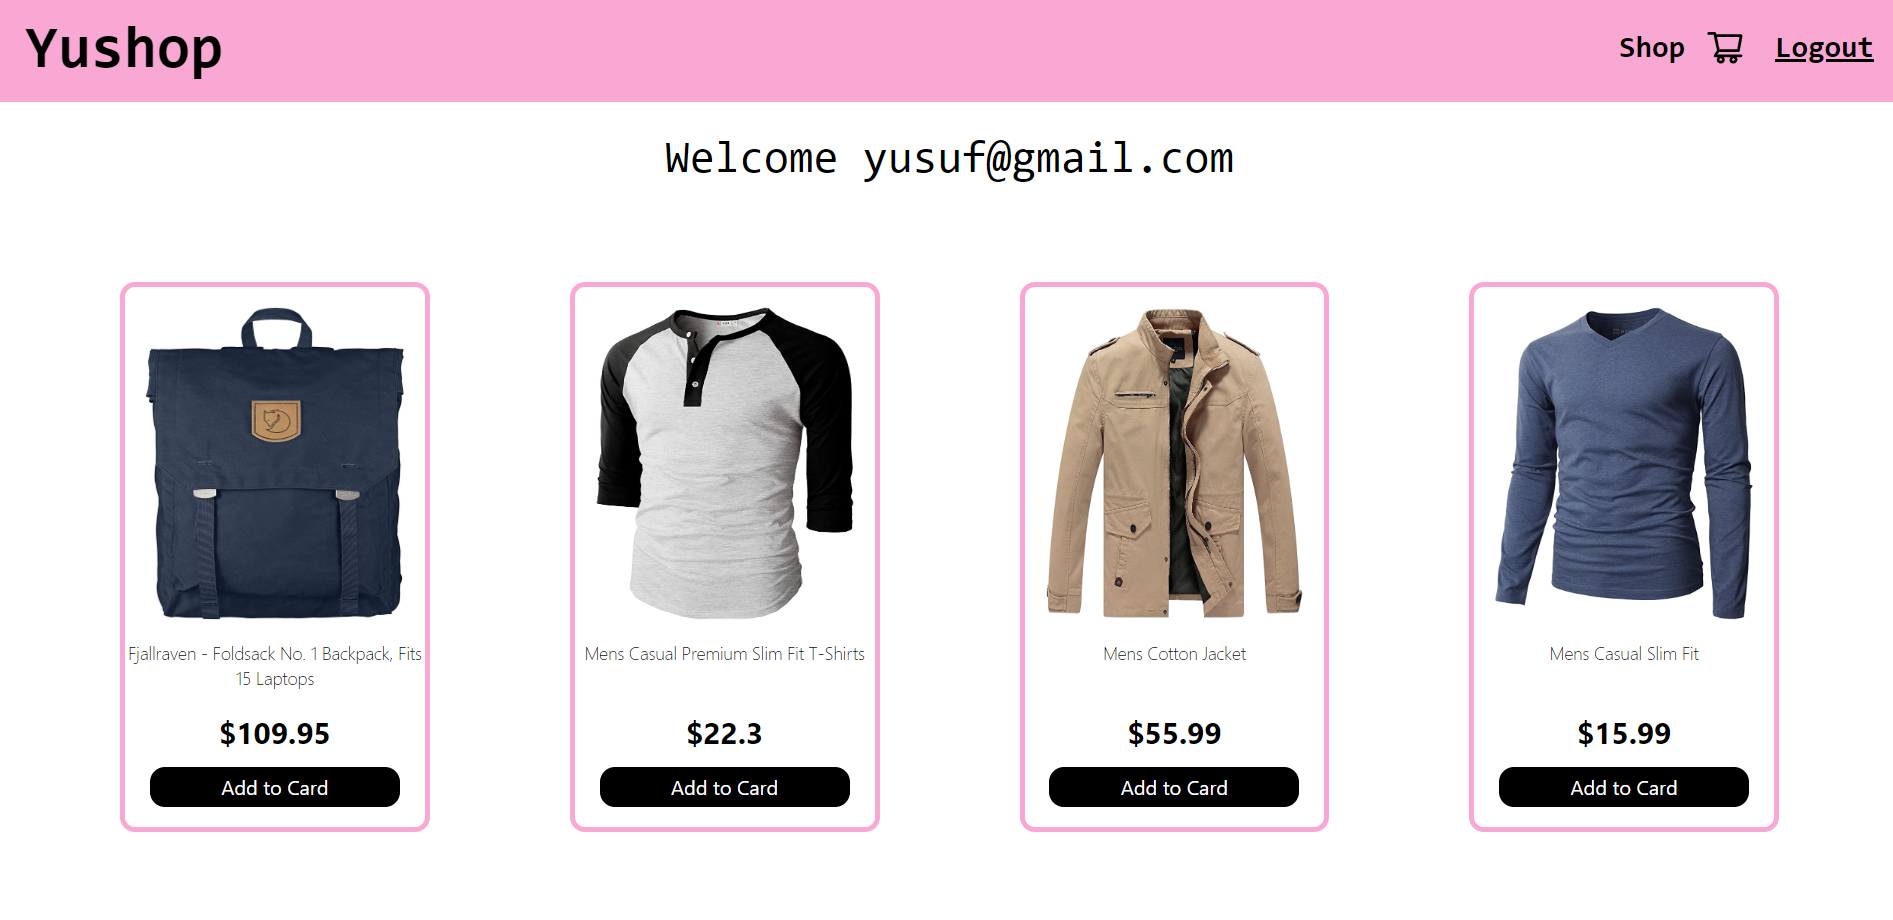 Yushop
Shop
Logout
Welcome yusuf@gmail.com
Fjallraven - Foldsack No. 1 Backpack, Fits
15 Laptops
$109.95
Add to Card
Mens Casual Premium Slim Fit T-Shirts
$22.3
Add to Card
Mens Cotton Jacket
$55.99
Add to Card
Mens Casual Slim Fit
$15.99
Add to Card